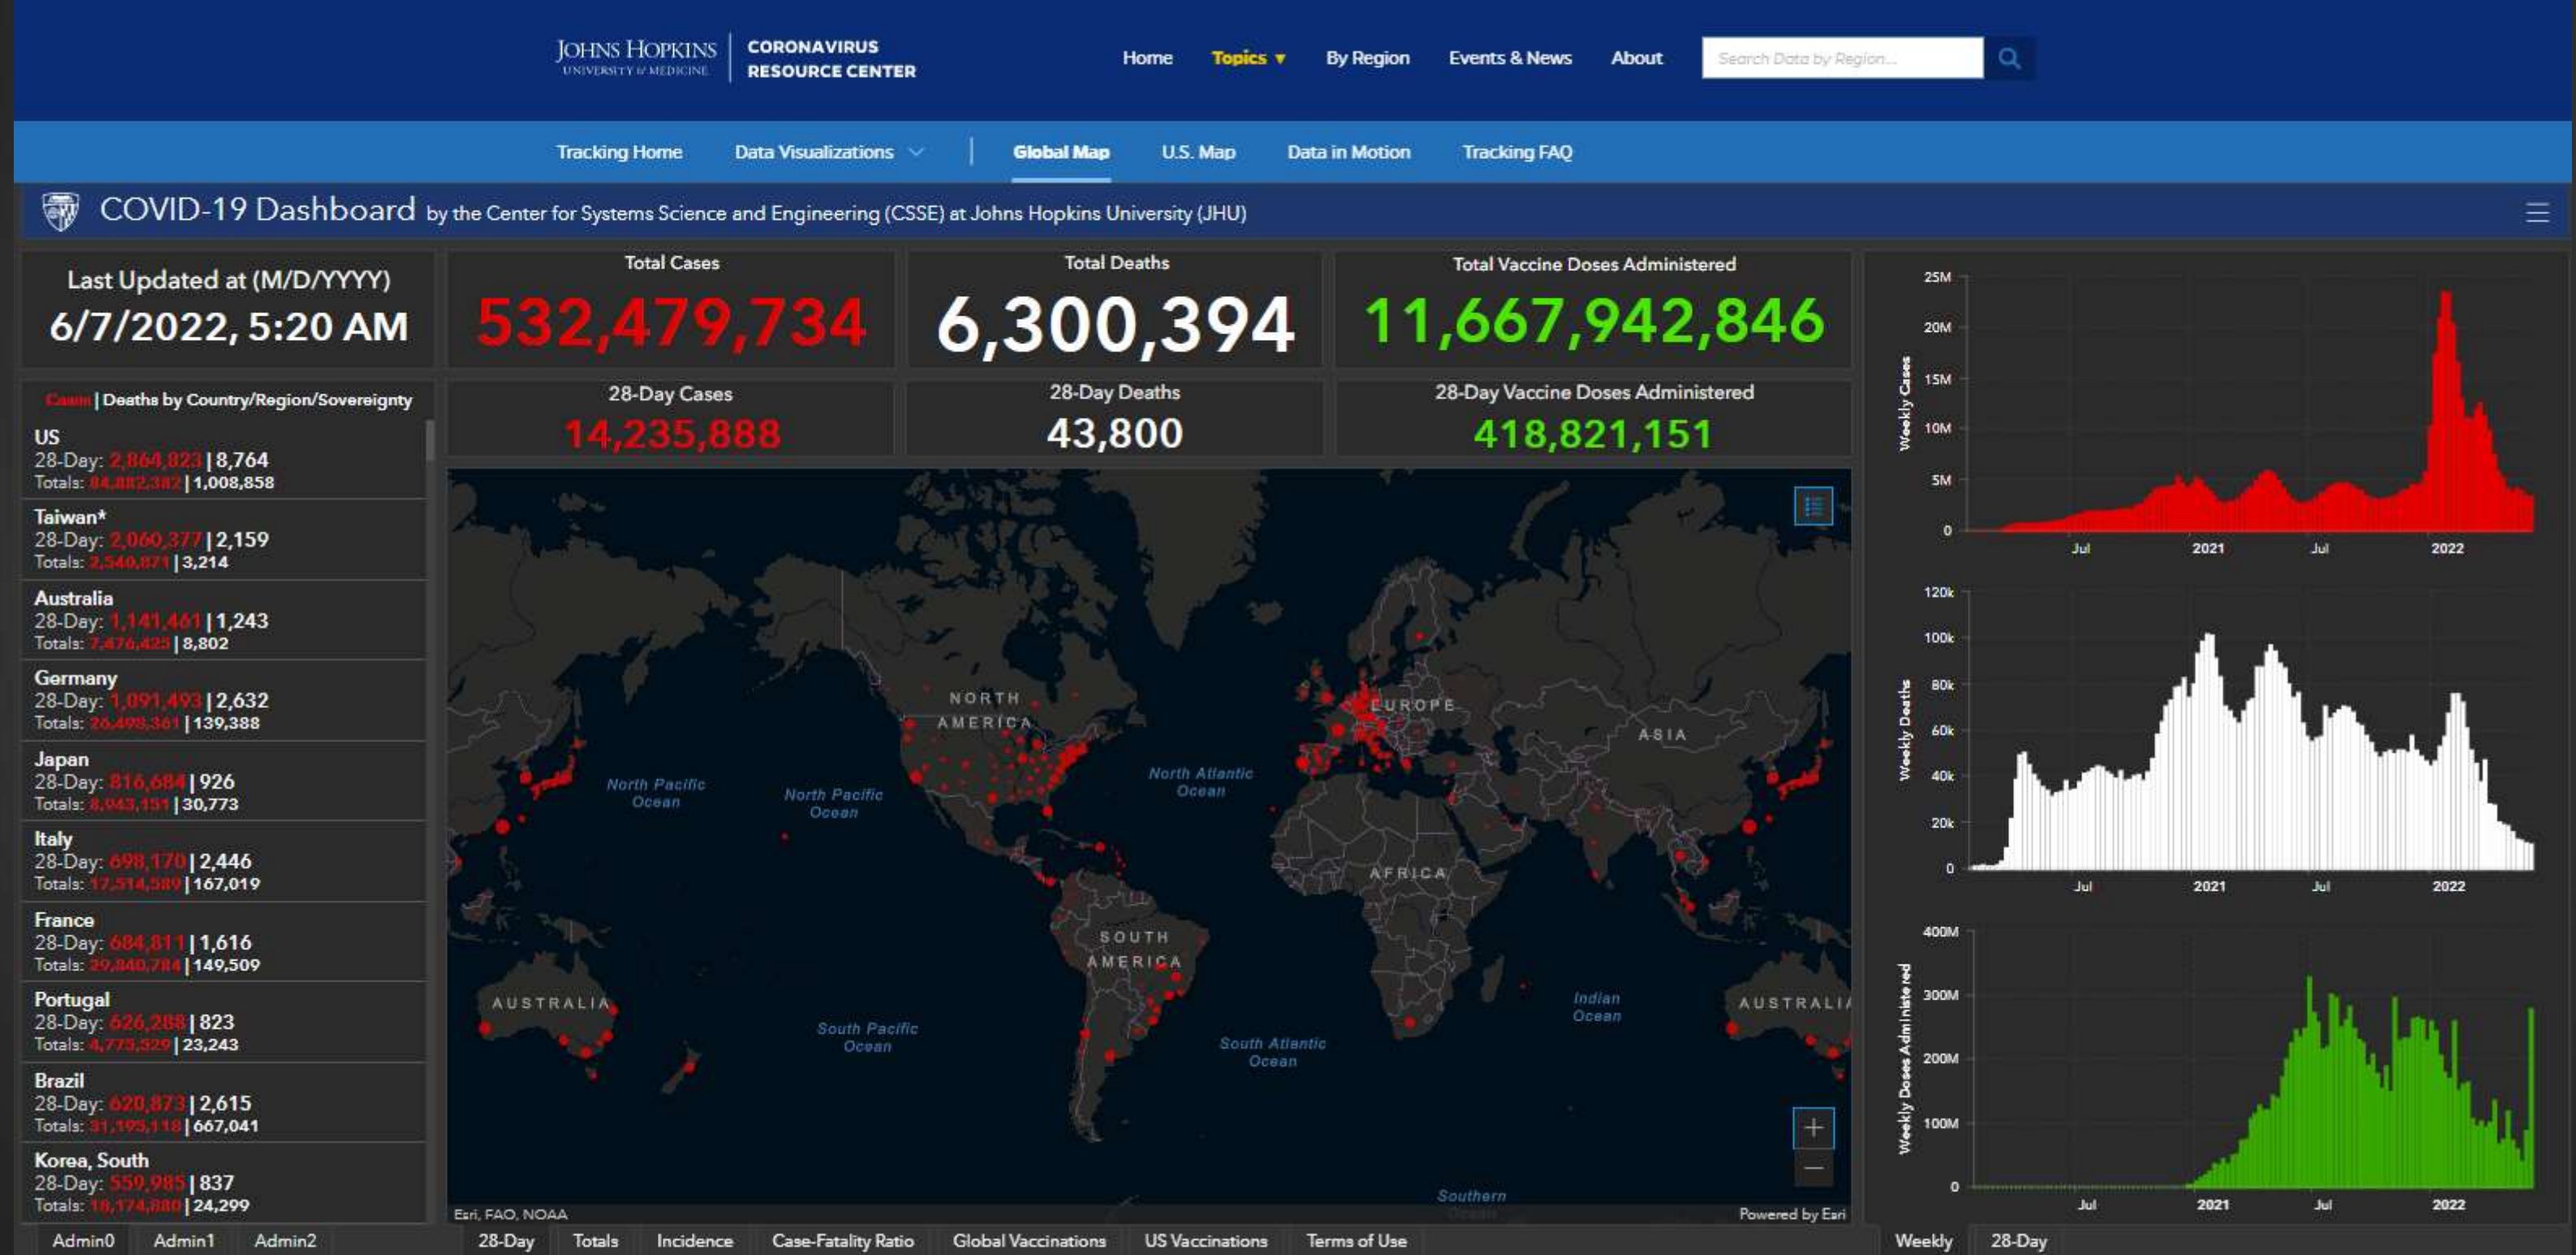 JOHNS HOPKINS
UNIVERSITY & MEDICINE
CORONAVIRUS
RESOURCE CENTER
Home
Topics ▼
By Region
Events & News
About
Search Data by Region...
Tracking Home
Data Visualizations
Global Map
U.S. Map
Data in Motion
Tracking FAQ
COVID-19 Dashboard by the Center for Systems Science and Engineering (CSSE) at Johns Hopkins University (JHU)
Last Updated at (M/D/YYYY)
6/7/2022, 5:20 AM
Total Cases
532,479,734
Total Deaths
6,300,394
Total Vaccine Doses Administered
11,667,942,846
28-Day Cases
14,235,888
28-Day Deaths
43,800
28-Day Vaccine Doses Administered
418,821,151
Cases | Deaths by Country/Region/Sovereignty
US
28-Day: 2,864,823 | 8,764
Totals: 84,882,382 | 1,008,858
Taiwan*
28-Day: 2,060,377 | 2,159
Totals: 2,540,871 | 3,214
Australia
28-Day: 1,141,461 | 1,243
Totals: 7,476,425 | 8,802
Germany
28-Day: 1,091,493 | 2,632
Totals: 26,498,361 | 139,388
Japan
28-Day: 816,684 | 926
Totals: 8,943,151 | 30,773
Italy
28-Day: 698,170 | 2,446
Totals: 17,514,589 | 167,019
France
28-Day: 684,811 | 1,616
Totals: 29,840,784 | 149,509
Portugal
28-Day: 626,288 | 823
Totals: 4,775,529 | 23,243
Brazil
28-Day: 620,873 | 2,615
Totals: 31,195,118 | 667,041
Korea, South
28-Day: 559,985 | 837
Totals: 18,174,880 | 24,299
Admin0
Admin1
Admin2
NORTH
AMERICA
EUROPE
ASIA
North Pacific
Ocean
North Pacific
Ocean
North Atlantic
Ocean
AFRICA
SOUTH
AMERICA
AUSTRALIA
South Pacific
Ocean
South Atlantic
Ocean
Indian
Ocean
AUSTRALIA
Southern
Ocean
+
−
Esri, FAO, NOAA
Powered by Esri
28-Day
Totals
Incidence
Case-Fatality Ratio
Global Vaccinations
US Vaccinations
Terms of Use
Weekly Cases
25M
20M
15M
10M
5M
0
Jul
2021
Jul
2022
Weekly Deaths
120k
100k
80k
60k
40k
20k
0
Jul
2021
Jul
2022
Weekly Doses Administered
400M
300M
200M
100M
0
Jul
2021
Jul
2022
Weekly
28-Day